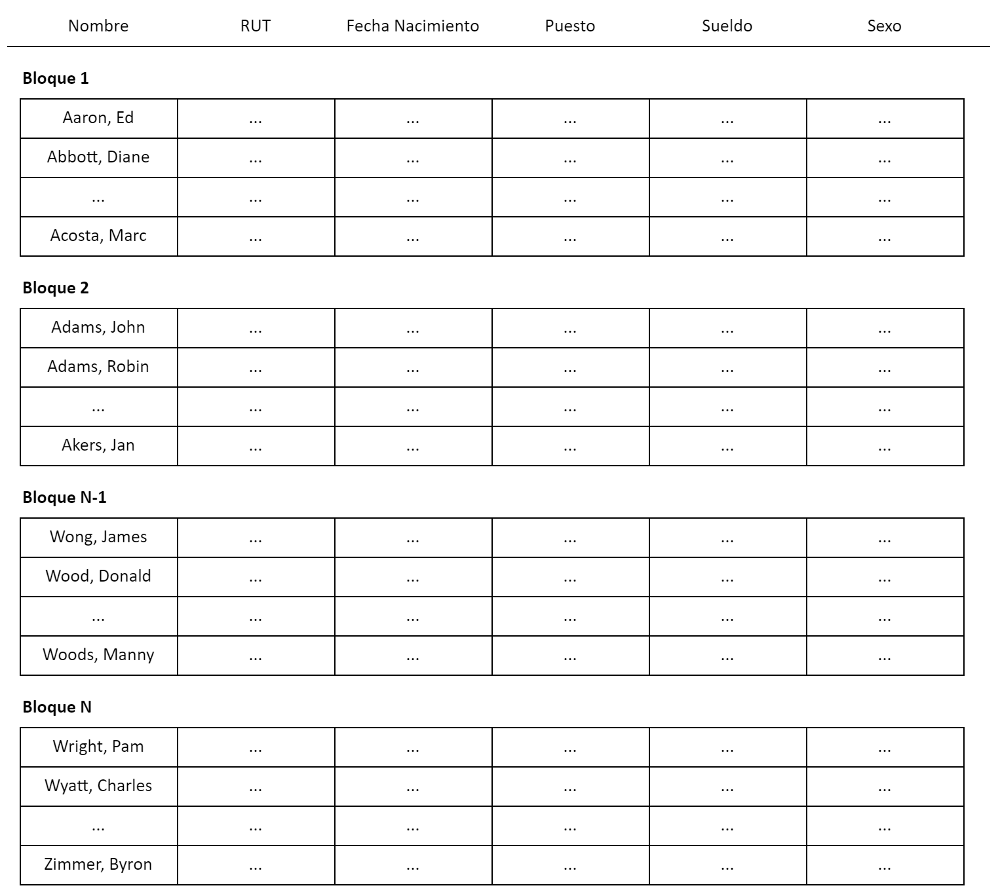 Nombre RUT Fecha Nacimiento Puesto Sueldo Sexo
Bloque 1
Aaron, Ed ... ... ... ... ...
Abbott, Diane ... ... ... ... ...
... ... ... ... ... ...
Acosta, Marc ... ... ... ... ...
Bloque 2
Adams, John ... ... ... ... ...
Adams, Robin ... ... ... ... ...
... ... ... ... ... ...
Akers, Jan ... ... ... ... ...
Bloque N-1
Wong, James ... ... ... ... ...
Wood, Donald ... ... ... ... ...
... ... ... ... ... ...
Woods, Manny ... ... ... ... ...
Bloque N
Wright, Pam ... ... ... ... ...
Wyatt, Charles ... ... ... ... ...
... ... ... ... ... ...
Zimmer, Byron ... ... ... ... ...